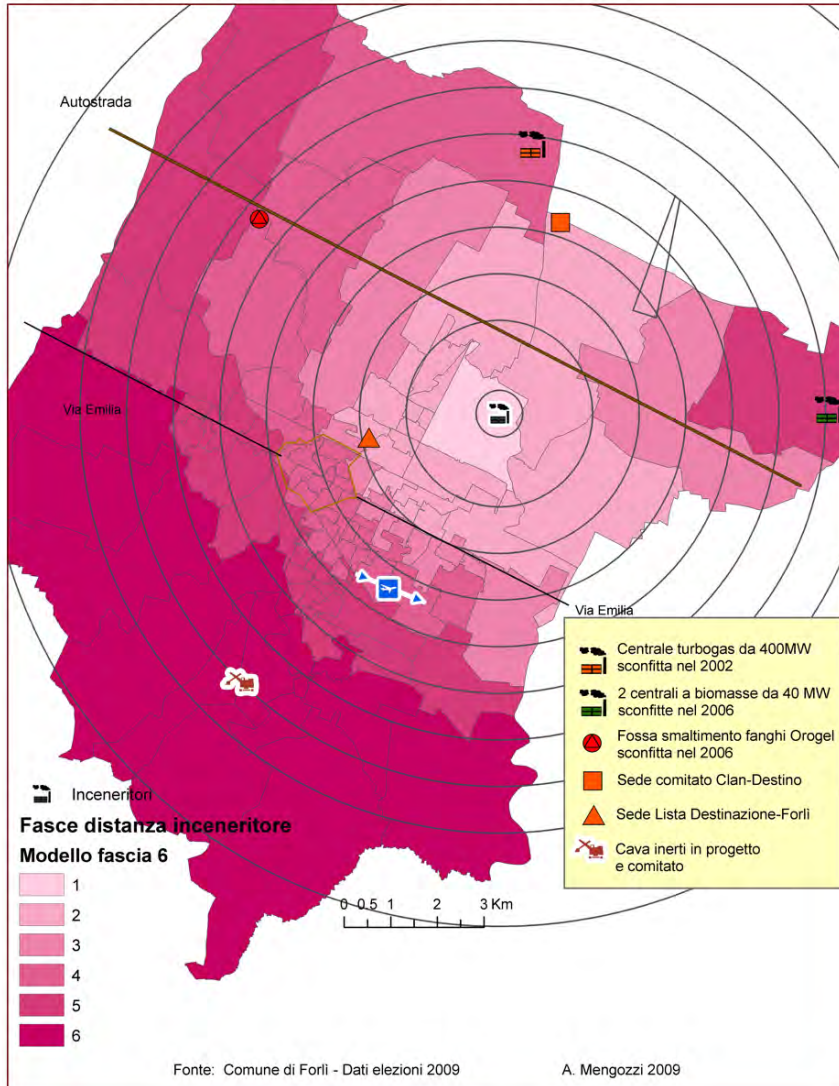 Autostrada
Via Emilia
Via Emilia
Centrale turbogas da 400MW
sconfitta nel 2002
2 centrali a biomasse da 40 MW
sconfitte nel 2006
Fossa smaltimento fanghi Orogel
sconfitta nel 2006
Sede comitato Clan-Destino
Sede Lista Destinazione-Forlì
Cava inerti in progetto
e comitato
Inceneritori
Fasce distanza inceneritore
Modello fascia 6
1
2
3
4
5
6
0 0.5 1 2 3 Km
Fonte: Comune di Forlì - Dati elezioni 2009 A. Mengozzi 2009